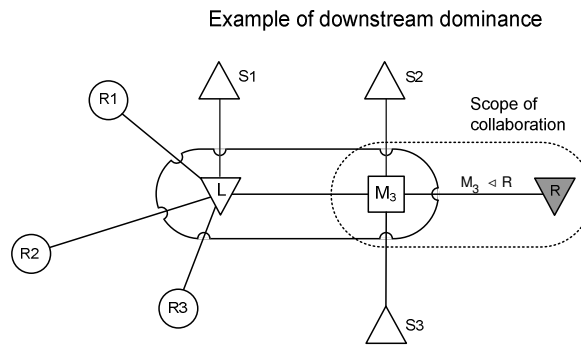 Example of downstream dominance
S1
S2
R1
Scope of
collaboration
L
M₃
M₃ ◁ R
R
R2
R3
S3